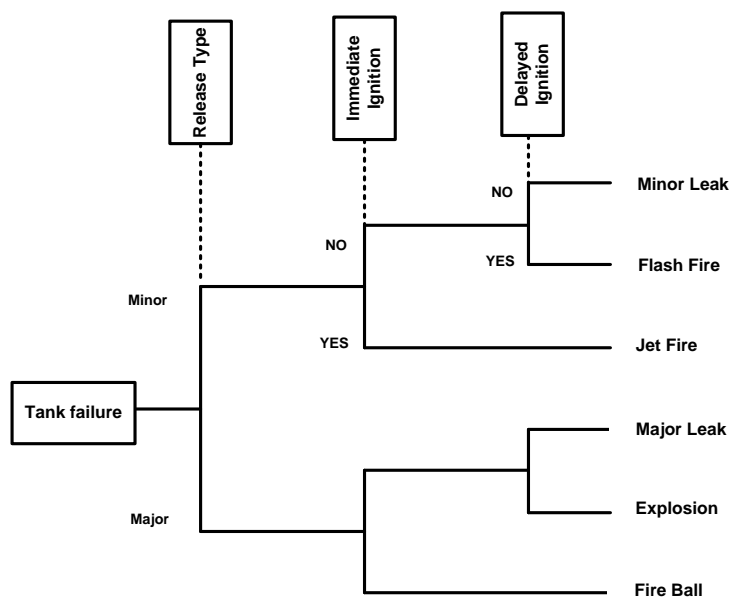 Release Type
Immediate
Ignition
Delayed
Ignition
NO
Minor Leak
NO
YES
Flash Fire
Minor
YES
Jet Fire
Tank failure
Major Leak
Major
Explosion
Fire Ball